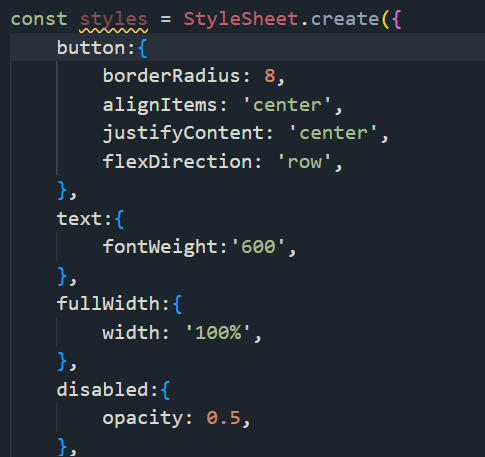 const styles = StyleSheet.create({
    button:{
        borderRadius: 8,
        alignItems: 'center',
        justifyContent: 'center',
        flexDirection: 'row',
    },
    text:{
        fontWeight:'600',
    },
    fullWidth:{
        width: '100%',
    },
    disabled:{
        opacity: 0.5,
    },